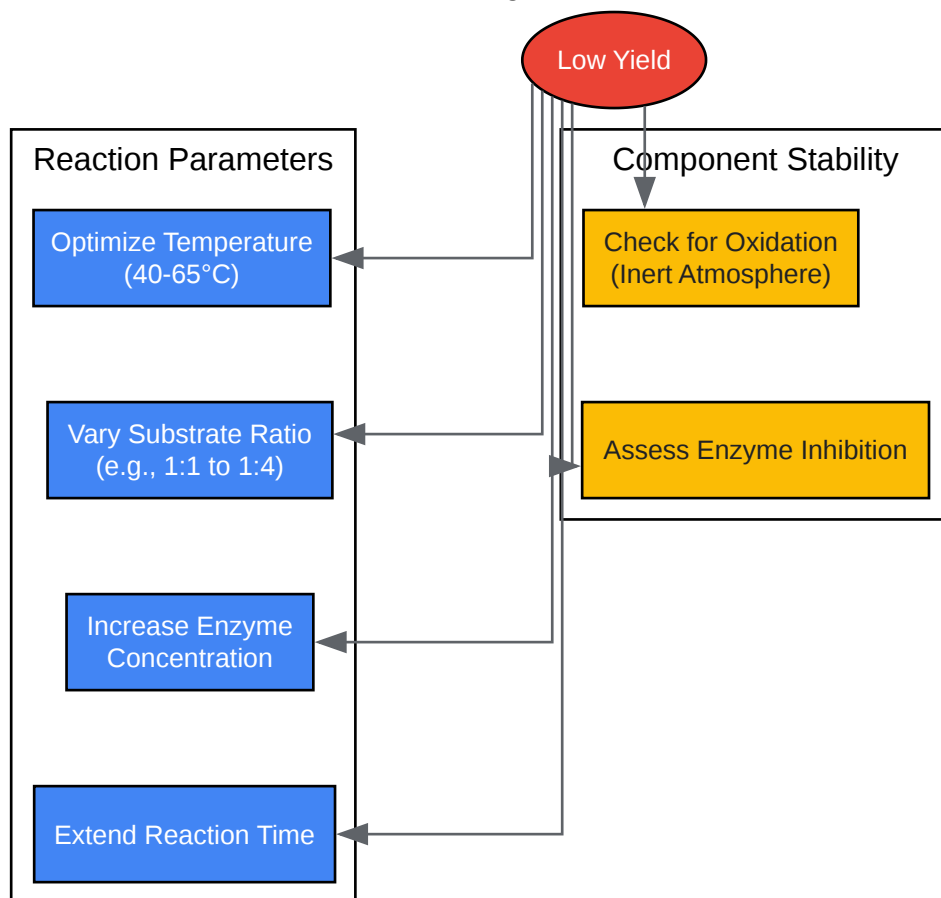 Low Yield
Reaction Parameters
Optimize Temperature
(40-65°C)
Vary Substrate Ratio
(e.g., 1:1 to 1:4)
Increase Enzyme
Concentration
Extend Reaction Time
Component Stability
Check for Oxidation
(Inert Atmosphere)
Assess Enzyme Inhibition